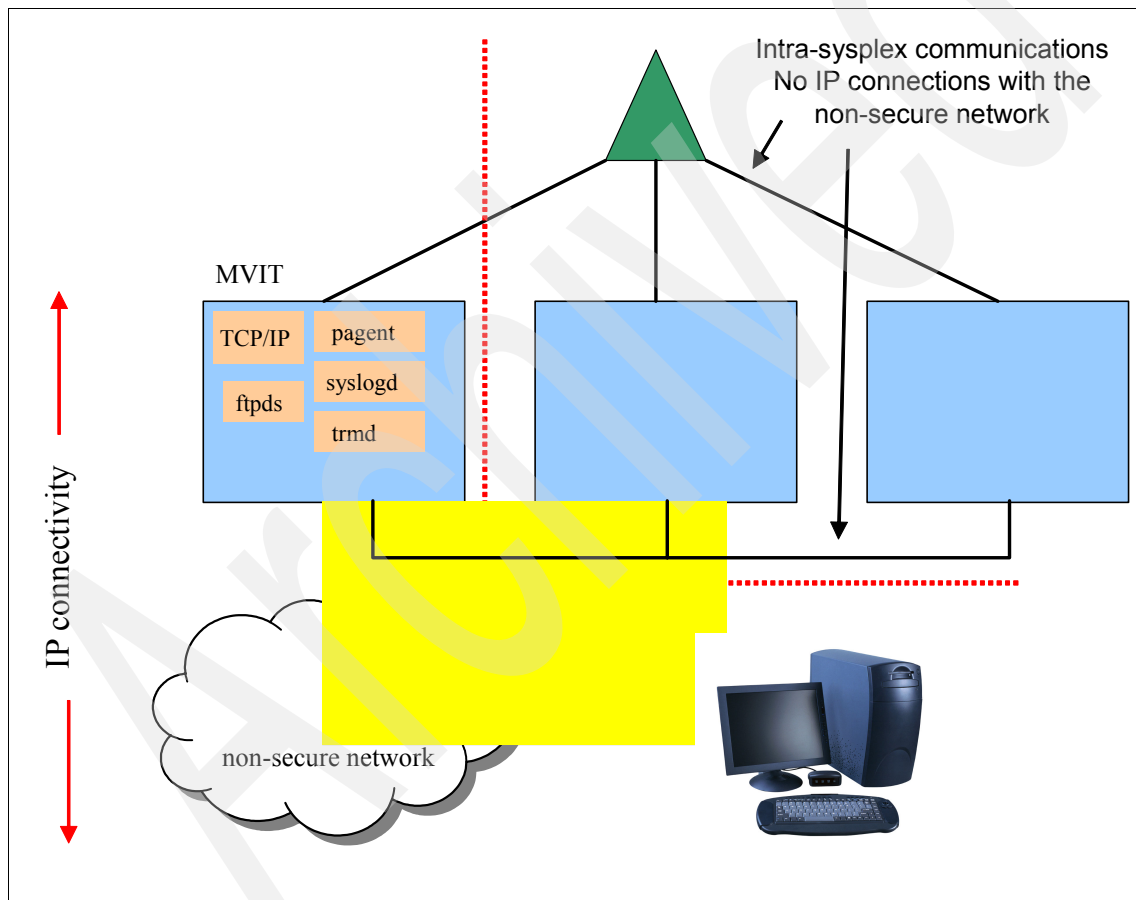 Intra-sysplex communications
No IP connections with the
non-secure network
MVIT
TCP/IP
pagent
ftpds
syslogd
trmd
IP connectivity
non-secure network
Archived